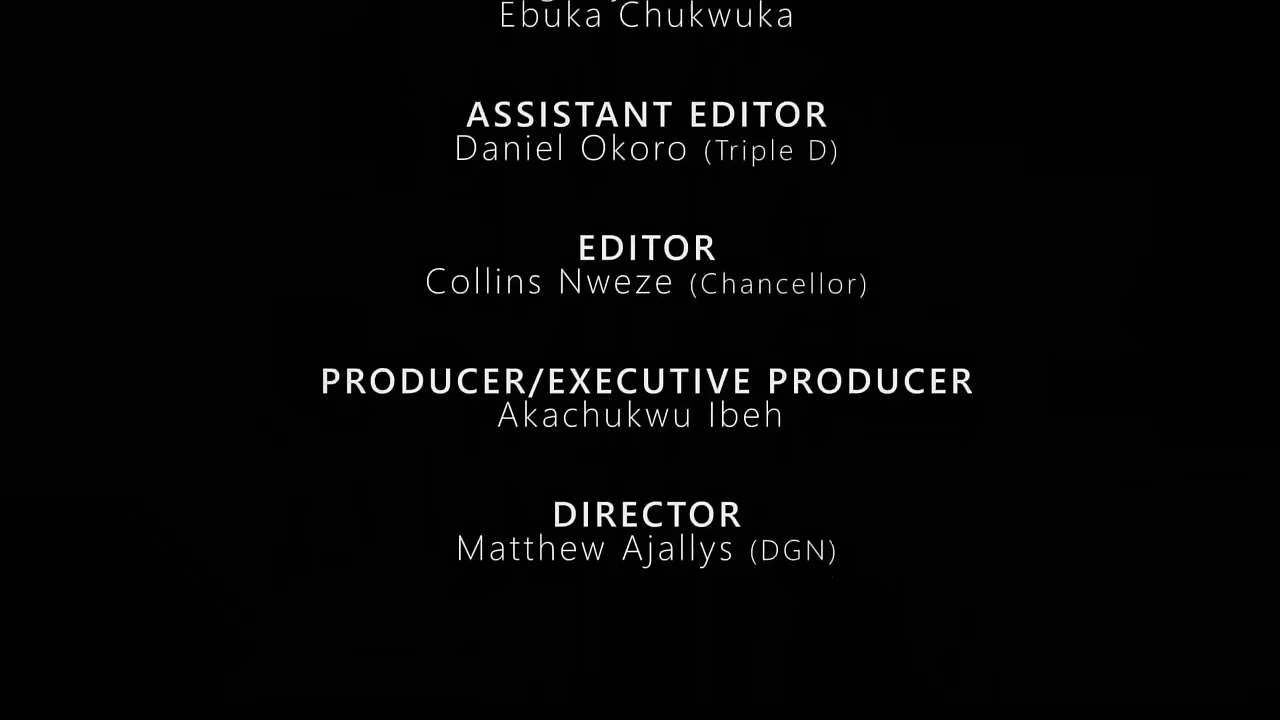 Ebuka Chukwuka
ASSISTANT EDITOR
Daniel Okoro (Triple D)
EDITOR
Collins Nweze (Chancellor)
PRODUCER/EXECUTIVE PRODUCER
Akachukwu Ibeh
DIRECTOR
Matthew Ajallys (DGN)